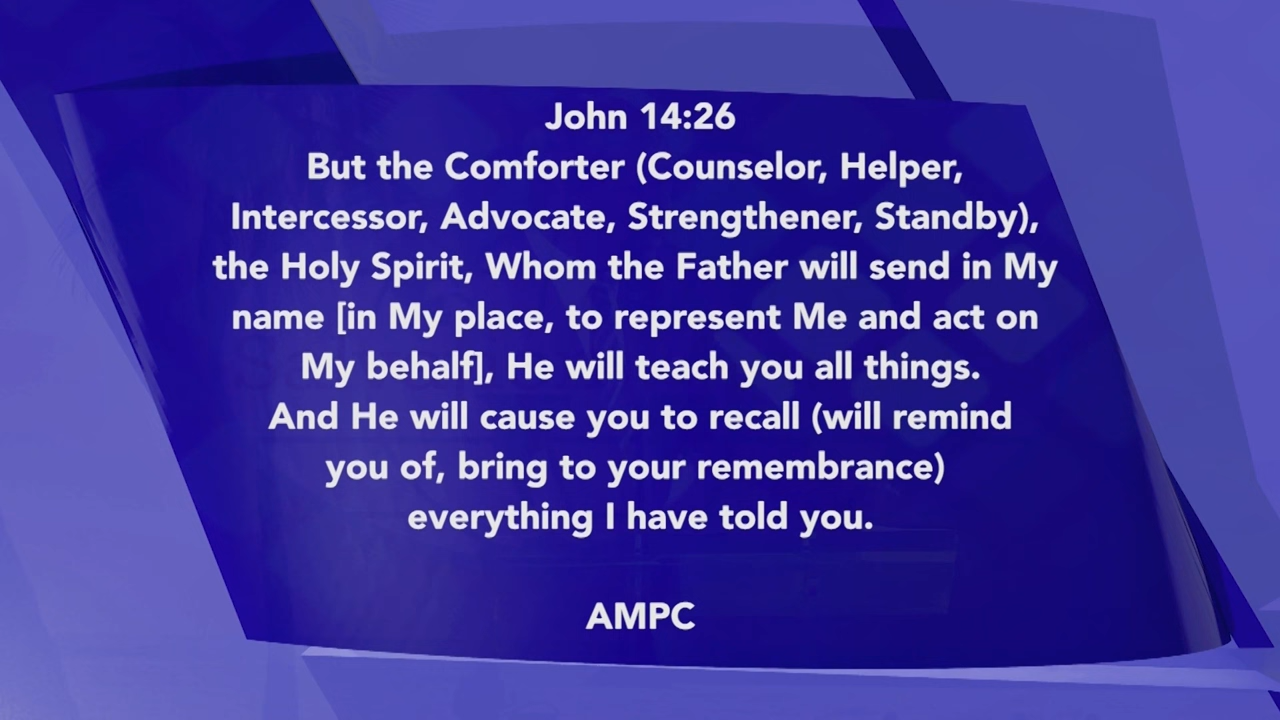 John 14:26
But the Comforter (Counselor, Helper,
Intercessor, Advocate, Strengthener, Standby),
the Holy Spirit, Whom the Father will send in My
name [in My place, to represent Me and act on
My behalf], He will teach you all things.
And He will cause you to recall (will remind
you of, bring to your remembrance)
everything I have told you.
AMPC